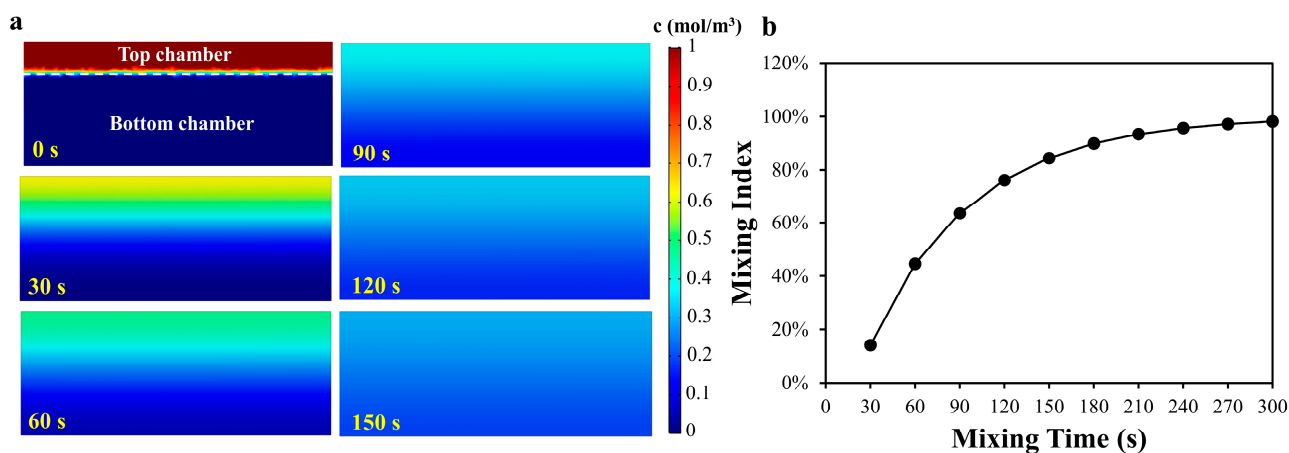 a
c (mol/m³)
Top chamber
Bottom chamber
0 s
30 s
60 s
90 s
120 s
150 s
1
0.9
0.8
0.7
0.6
0.5
0.4
0.3
0.2
0.1
0
b
Mixing Index
120%
100%
80%
60%
40%
20%
0%
0 30 60 90 120 150 180 210 240 270 300
Mixing Time (s)